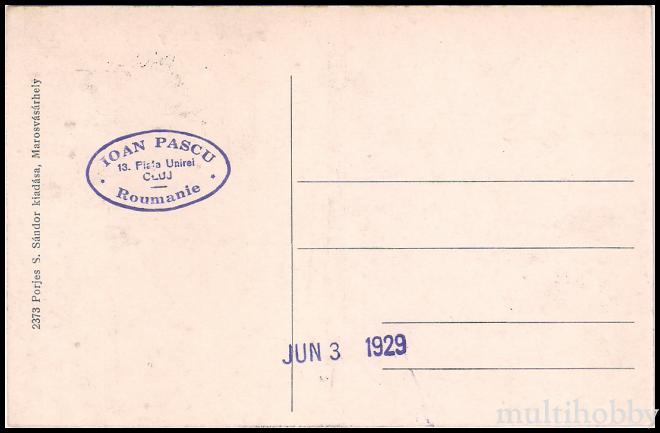 2373 Porjes S. Sándor kiadása, Marosvásárhely
IOAN PASCU
13. Piața Unirei
CLUJ
Roumanie
JUN 3 1929
multihobby